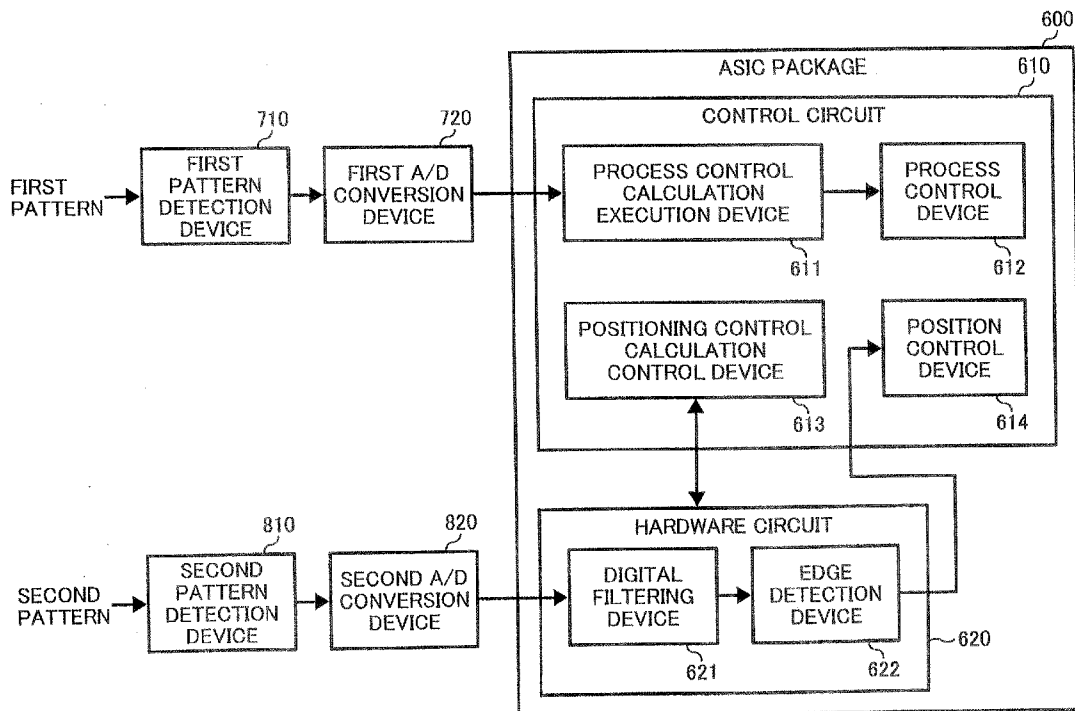 600
ASIC PACKAGE
610
CONTROL CIRCUIT
710
720
FIRST PATTERN
FIRST
PATTERN
DETECTION
DEVICE
FIRST A/D
CONVERSION
DEVICE
PROCESS CONTROL
CALCULATION
EXECUTION DEVICE
611
PROCESS
CONTROL
DEVICE
612
POSITIONING CONTROL
CALCULATION
CONTROL DEVICE
613
POSITION
CONTROL
DEVICE
614
810
820
SECOND
PATTERN
SECOND
PATTERN
DETECTION
DEVICE
SECOND A/D
CONVERSION
DEVICE
HARDWARE CIRCUIT
DIGITAL
FILTERING
DEVICE
621
EDGE
DETECTION
DEVICE
622
620